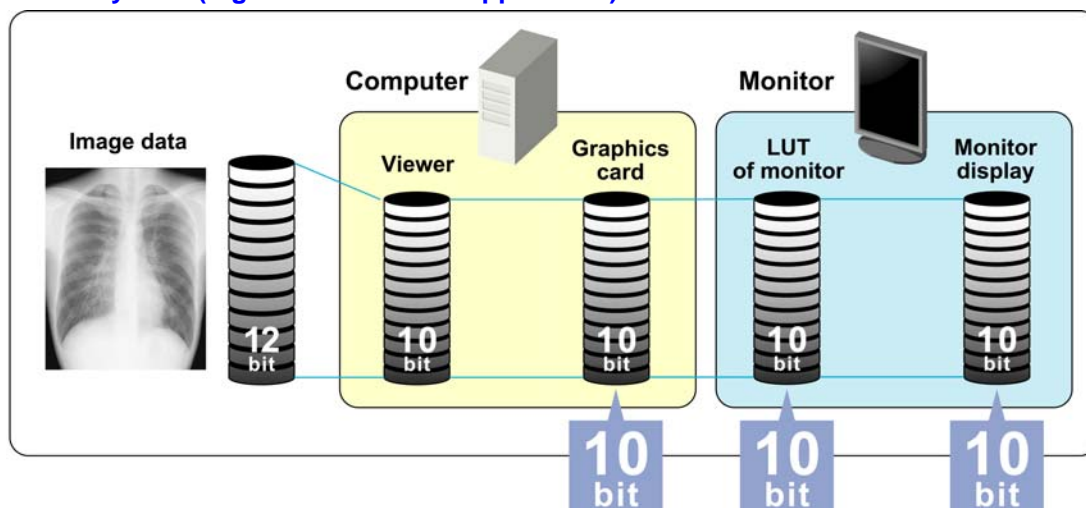 Computer
Monitor
Image data
Viewer
Graphics
card
LUT
of monitor
Monitor
display
12
bit
10
bit
10
bit
10
bit
10
bit
10
bit
10
bit
10
bit